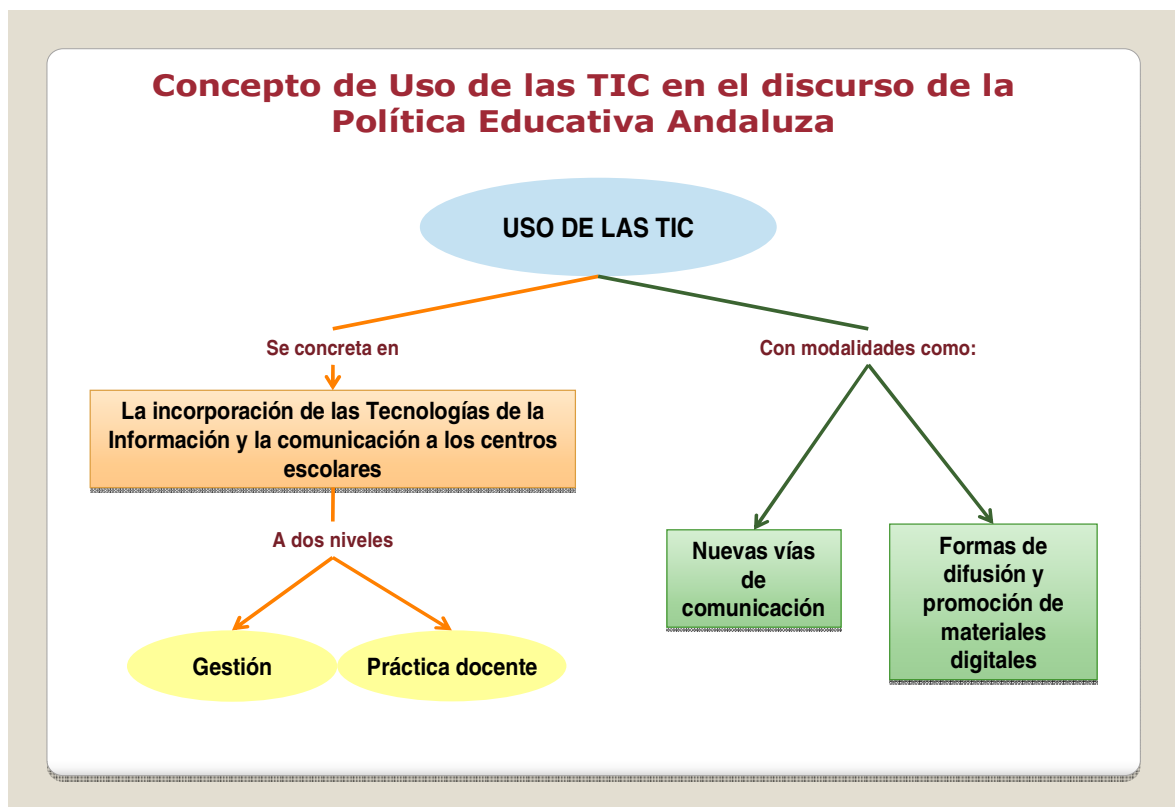 Concepto de Uso de las TIC en el discurso de la
Política Educativa Andaluza
USO DE LAS TIC
Se concreta en
Con modalidades como:
La incorporación de las Tecnologías de la
Información y la comunicación a los centros
escolares
A dos niveles
Gestión
Práctica docente
Nuevas vías
de
comunicación
Formas de
difusión y
promoción de
materiales
digitales